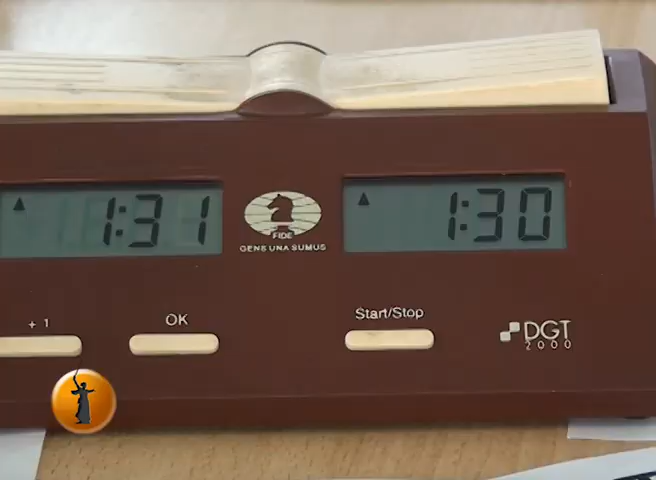 1:31
1:30
FIDE
GENS UNA SUMUS
+ 1
OK
Start/Stop
DGT
2000